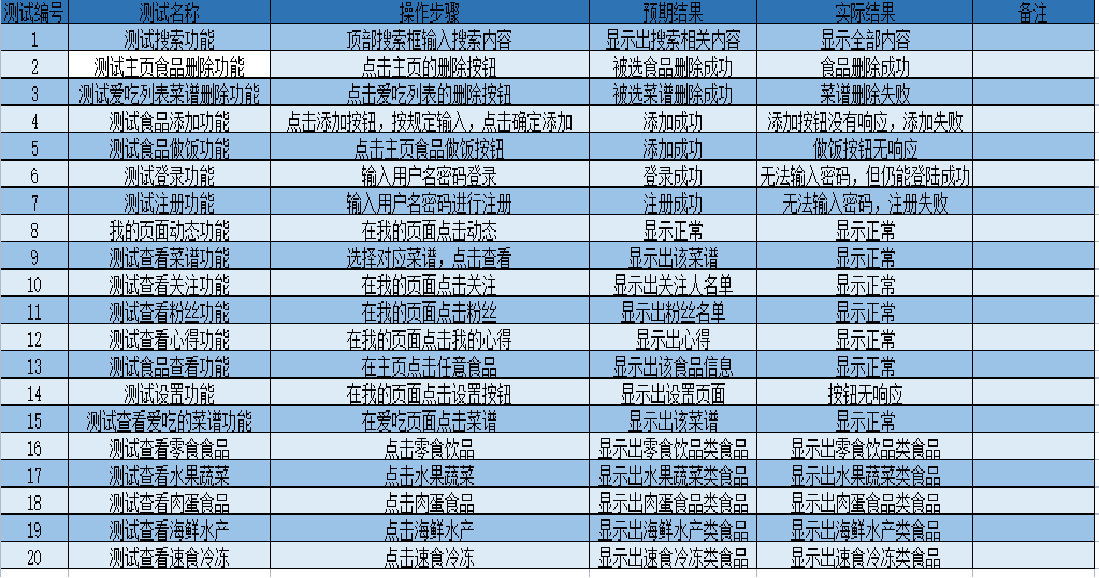 测试编号 测试名称 操作步骤 预期结果 实际结果 备注
1 测试搜索功能 顶部搜索框输入搜索内容 显示出搜索相关内容 显示全部内容
2 测试主页食品删除功能 点击主页的删除按钮 被选食品删除成功 食品删除成功
3 测试爱吃列表菜谱删除功能 点击爱吃列表的删除按钮 被选菜谱删除成功 菜谱删除失败
4 测试食品添加功能 点击添加按钮，按规定输入，点击确定添加 添加成功 添加按钮没有响应，添加失败
5 测试食品做饭功能 点击主页食品做饭按钮 添加成功 做饭按钮无响应
6 测试登录功能 输入用户名密码登录 登录成功 无法输入密码，但仍能登陆成功
7 测试注册功能 输入用户名密码进行注册 注册成功 无法输入密码，注册失败
8 我的页面动态功能 在我的页面点击动态 显示正常 显示正常
9 测试查看菜谱功能 选择对应菜谱，点击查看 显示出该菜谱 显示正常
10 测试查看关注功能 在我的页面点击关注 显示出关注人名单 显示正常
11 测试查看粉丝功能 在我的页面点击粉丝 显示出粉丝名单 显示正常
12 测试查看心得功能 在我的页面点击我的心得 显示出心得 显示正常
13 测试食品查看功能 在主页点击任意食品 显示出该食品信息 显示正常
14 测试设置功能 在我的页面点击设置按钮 显示出设置页面 按钮无响应
15 测试查看爱吃的菜谱功能 在爱吃页面点击菜谱 显示出该菜谱 显示正常
16 测试查看零食食品 点击零食饮品 显示出零食饮品类食品 显示出零食饮品类食品
17 测试查看水果蔬菜 点击水果蔬菜 显示出水果蔬菜类食品 显示出水果蔬菜类食品
18 测试查看肉蛋食品 点击肉蛋食品 显示出肉蛋食品类食品 显示出肉蛋食品类食品
19 测试查看海鲜水产 点击海鲜水产 显示出海鲜水产类食品 显示出海鲜水产类食品
20 测试查看速食冷冻 点击速食冷冻 显示出速食冷冻类食品 显示出速食冷冻类食品